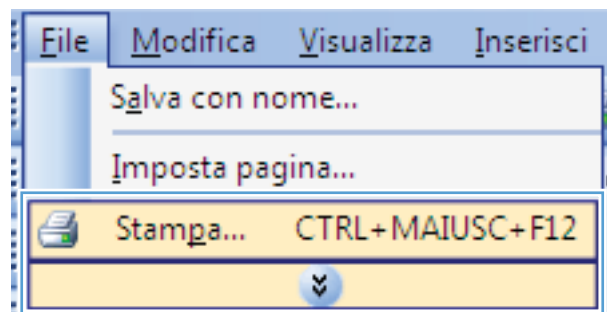 File Modifica Visualizza Inserisci
Salva con nome...
Imposta pagina...
Stampa... CTRL+MAIUSC+F12